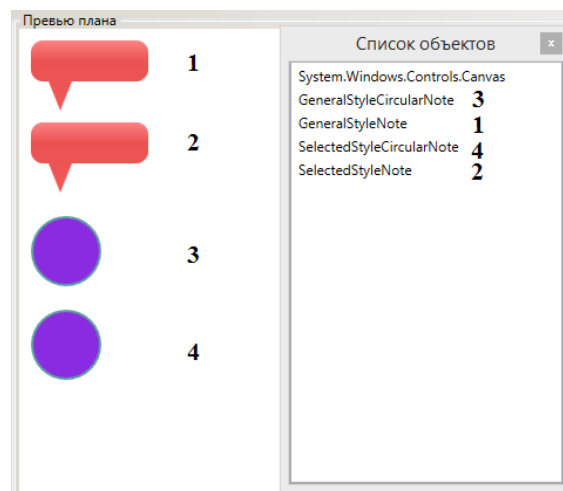 Превью плана
1
2
3
4
Список объектов
x
System.Windows.Controls.Canvas
GeneralStyleCircularNote 3
GeneralStyleNote 1
SelectedStyleCircularNote 4
SelectedStyleNote 2